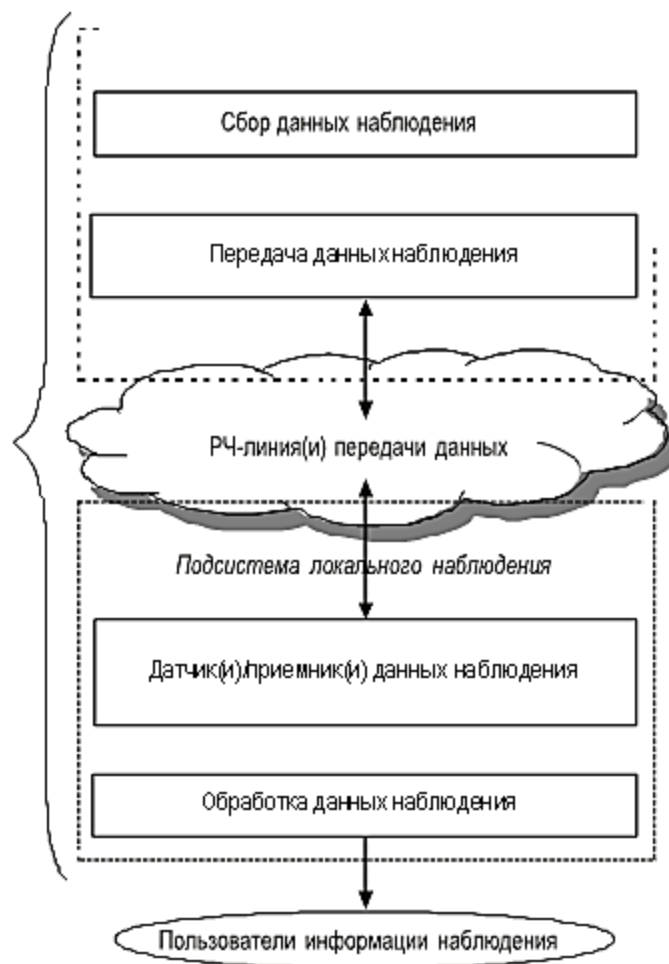 Сбор данных наблюдения
Передача данных наблюдения
РЧ-линия(и) передачи данных
Подсистема локального наблюдения
Датчик(и)/приемник(и) данных наблюдения
Обработка данных наблюдения
Пользователи информации наблюдения